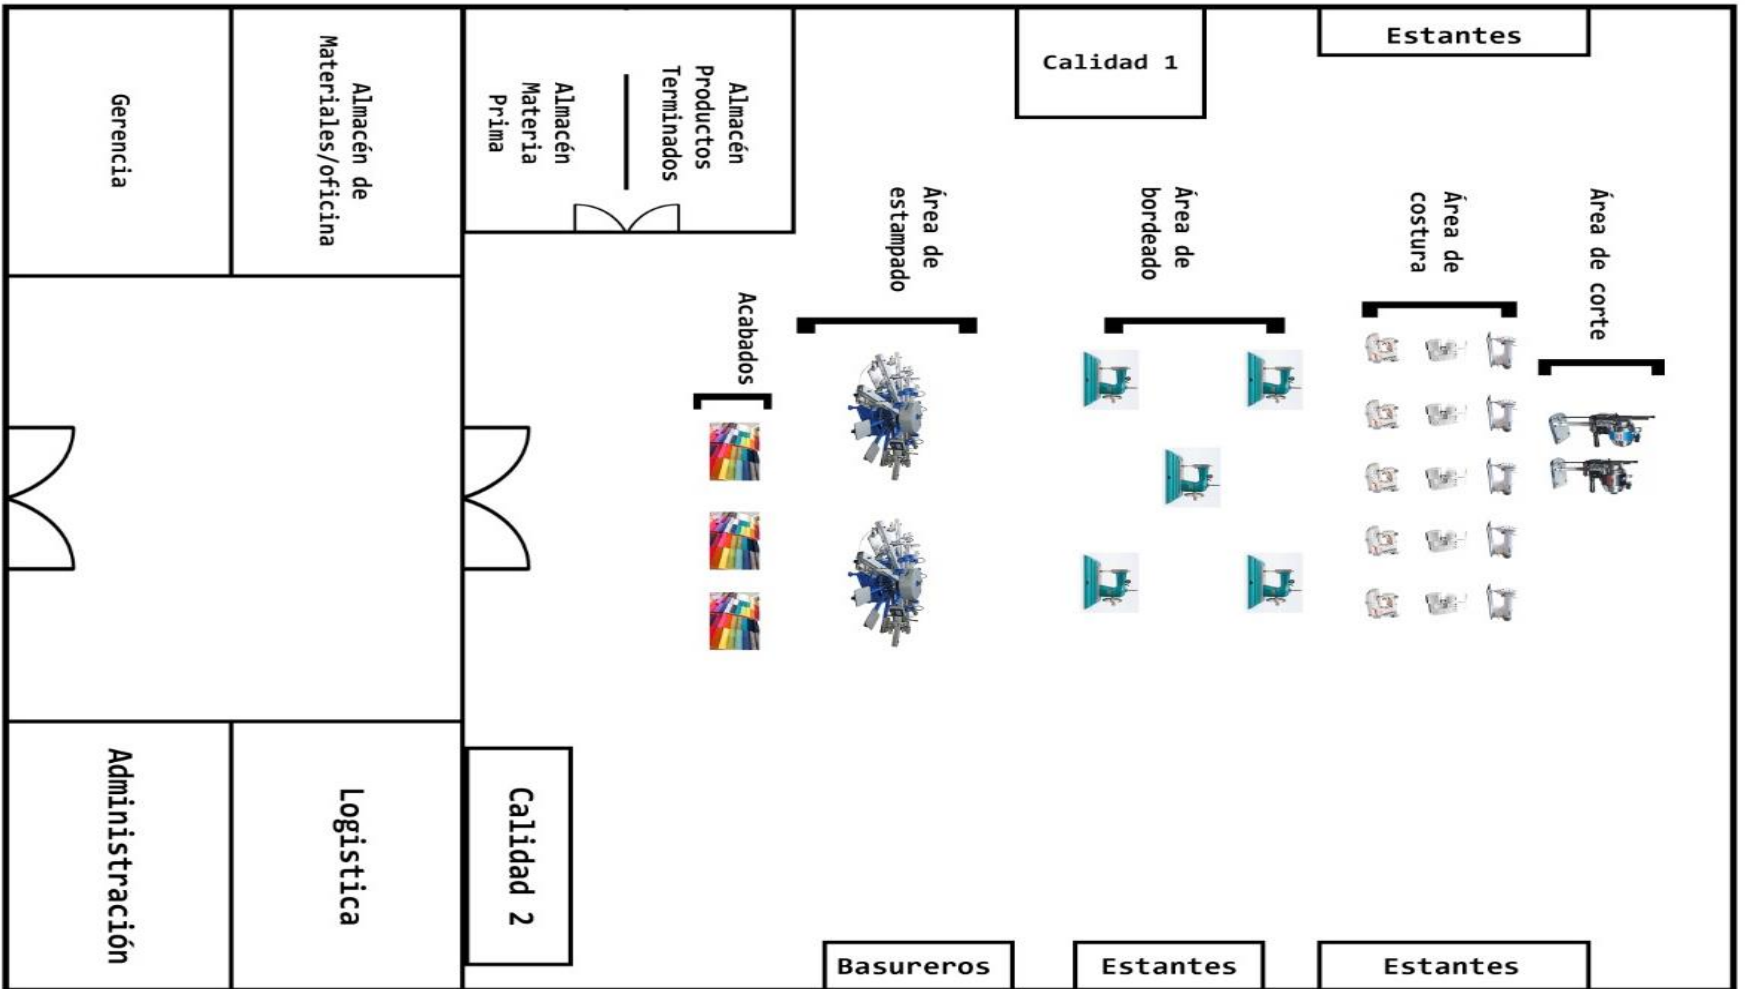 Gerencia
Almacén de
Materiales/oficina
Almacén
Materia
Prima
Almacén
Productos
Terminados
Calidad 1
Estantes
Área de
estampado
Área de
bordeado
Área de
costura
Área de corte
Acabados
Administración
Logistica
Calidad 2
Basureros
Estantes
Estantes